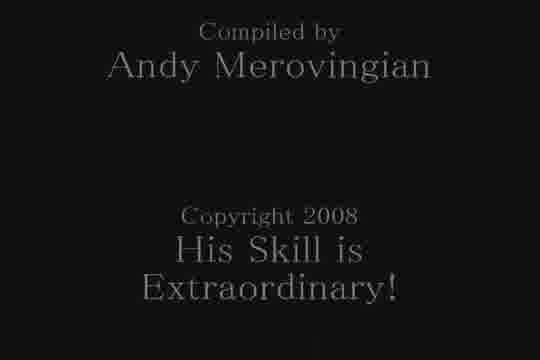 Compiled by
Andy Merovingian
Copyright 2008
His Skill is
Extraordinary!